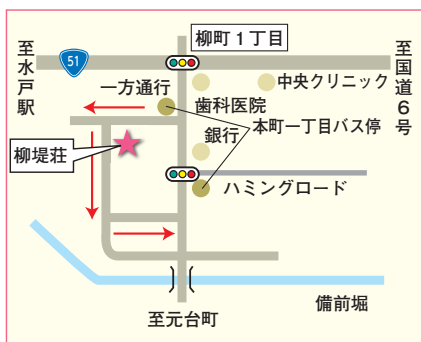 柳町１丁目
至水戸駅
51
至国道６号
一方通行
中央クリニック
歯科医院
本町一丁目バス停
銀行
柳堤荘
ハミングロード
備前堀
至元台町